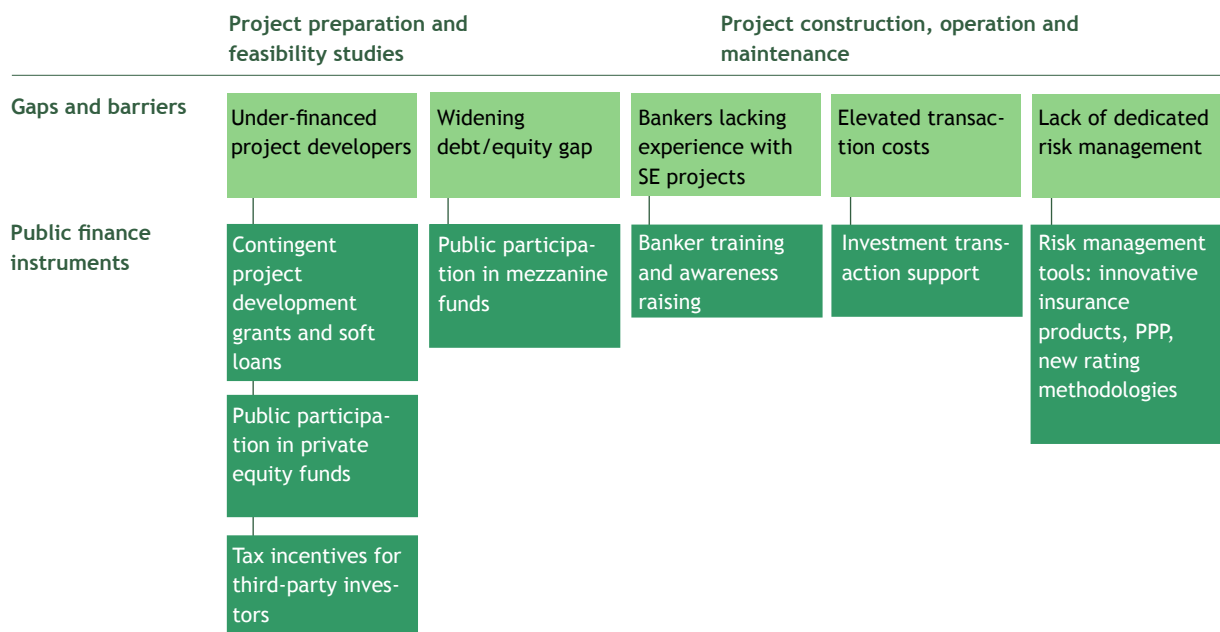 Project preparation and
feasibility studies
Project construction, operation and
maintenance
Gaps and barriers
Under-financed
project developers
Widening
debt/equity gap
Bankers lacking
experience with
SE projects
Elevated transac-
tion costs
Lack of dedicated
risk management
Public finance
instruments
Contingent
project
development
grants and soft
loans
Public participa-
tion in mezzanine
funds
Banker training
and awareness
raising
Investment trans-
action support
Risk management
tools: innovative
insurance
products, PPP,
new rating
methodologies
Public participa-
tion in private
equity funds
Tax incentives for
third-party inves-
tors